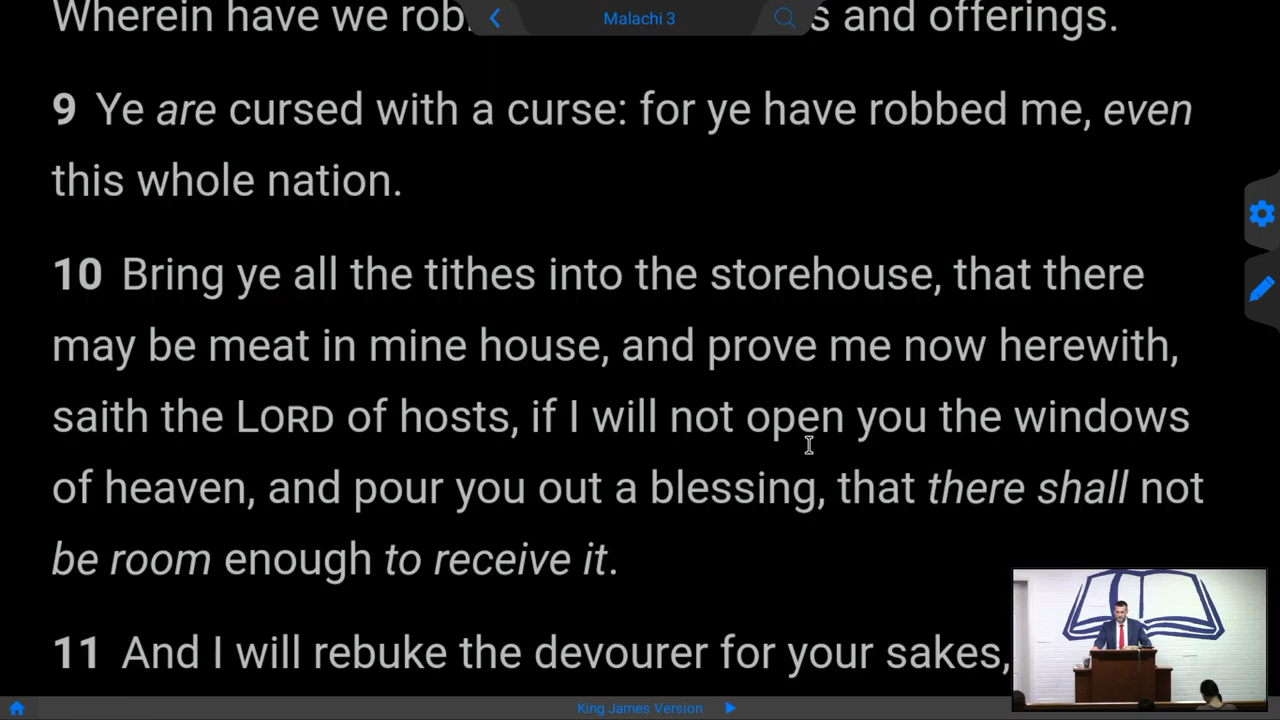 Wherein have we rob
Malachi 3
s and offerings.
9 Ye are cursed with a curse: for ye have robbed me, even
this whole nation.
10 Bring ye all the tithes into the storehouse, that there
may be meat in mine house, and prove me now herewith,
saith the LORD of hosts, if I will not open you the windows
of heaven, and pour you out a blessing, that there shall not
be room enough to receive it.
11 And I will rebuke the devourer for your sakes,
King James Version